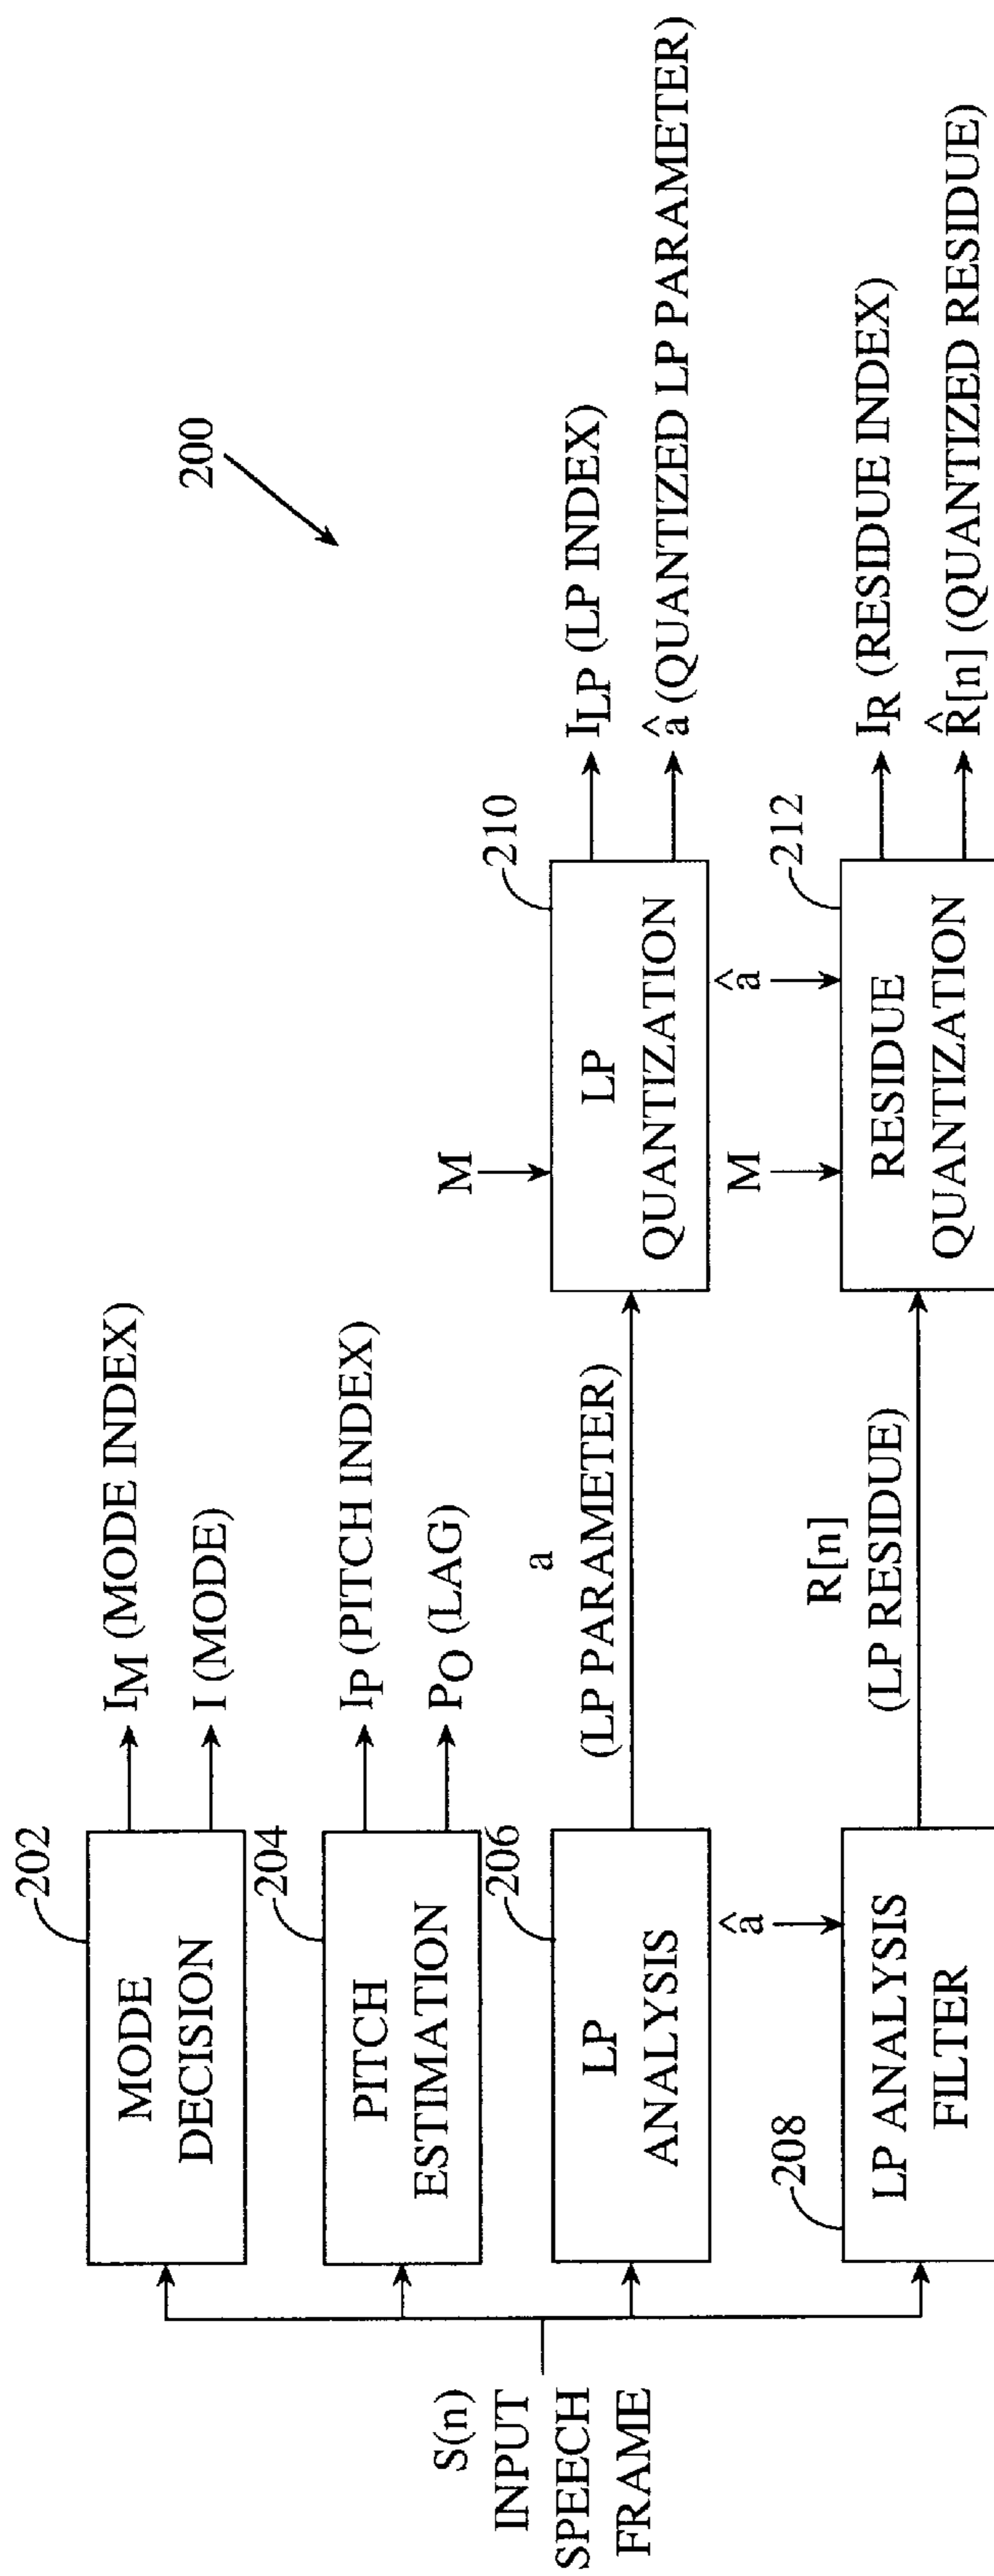 200
S(n)
INPUT
SPEECH
FRAME
202
MODE
DECISION
I_M (MODE INDEX)
I (MODE)
204
PITCH
ESTIMATION
I_P (PITCH INDEX)
P_O (LAG)
206
LP
ANALYSIS
a
(LP PARAMETER)
M
210
LP
QUANTIZATION
I_LP (LP INDEX)
â (QUANTIZED LP PARAMETER)
208
â
LP ANALYSIS
FILTER
R[n]
(LP RESIDUE)
M
â
212
RESIDUE
QUANTIZATION
I_R (RESIDUE INDEX)
R̂[n] (QUANTIZED RESIDUE)